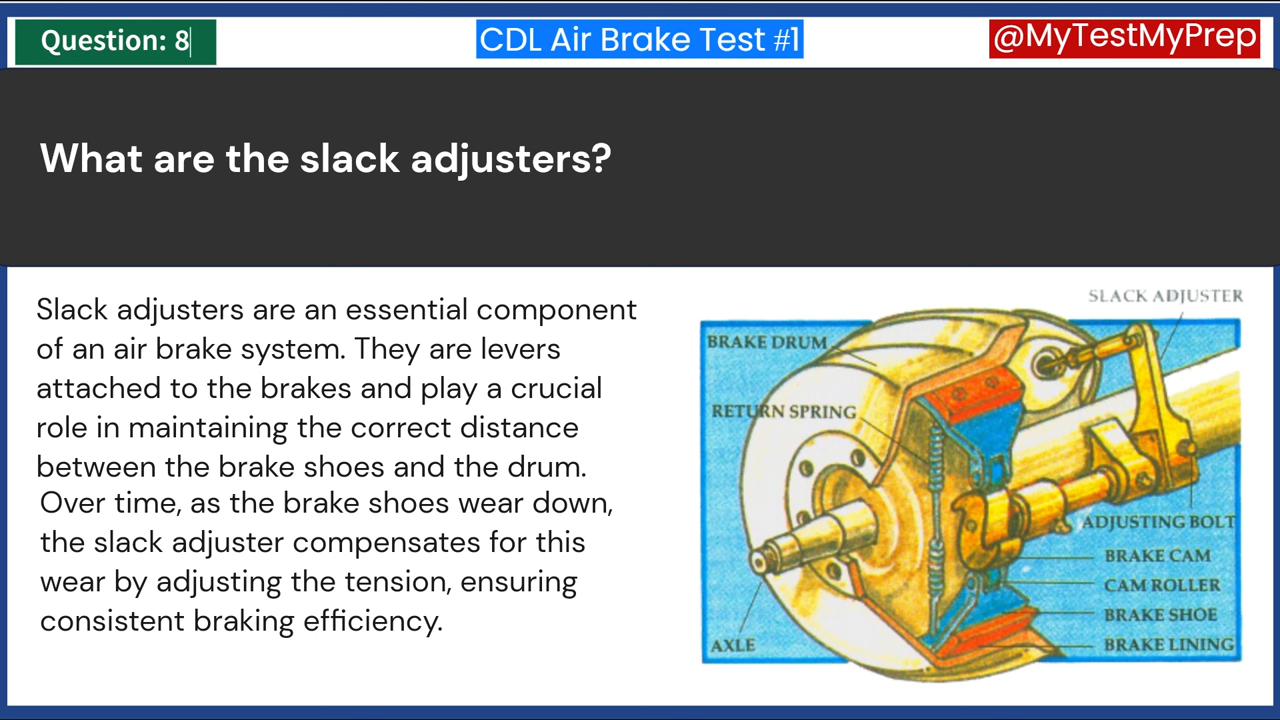 Question: 8
CDL Air Brake Test #1
@MyTestMyPrep
What are the slack adjusters?
Slack adjusters are an essential component
of an air brake system. They are levers
attached to the brakes and play a crucial
role in maintaining the correct distance
between the brake shoes and the drum.
Over time, as the brake shoes wear down,
the slack adjuster compensates for this
wear by adjusting the tension, ensuring
consistent braking efficiency.
SLACK ADJUSTER
BRAKE DRUM
RETURN SPRING
ADJUSTING BOLT
BRAKE CAM
CAM ROLLER
BRAKE SHOE
BRAKE LINING
AXLE